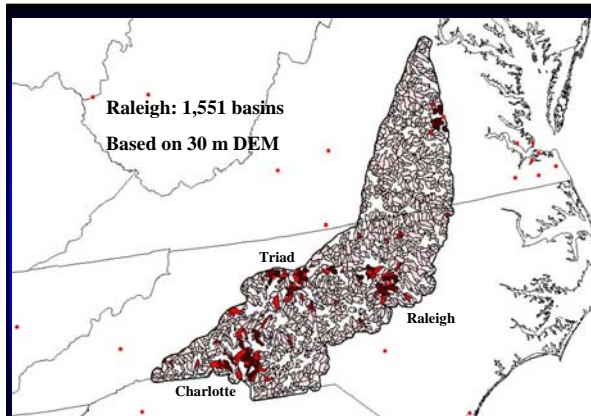 Raleigh: 1,551 basins
Based on 30 m DEM
Triad
Raleigh
Charlotte